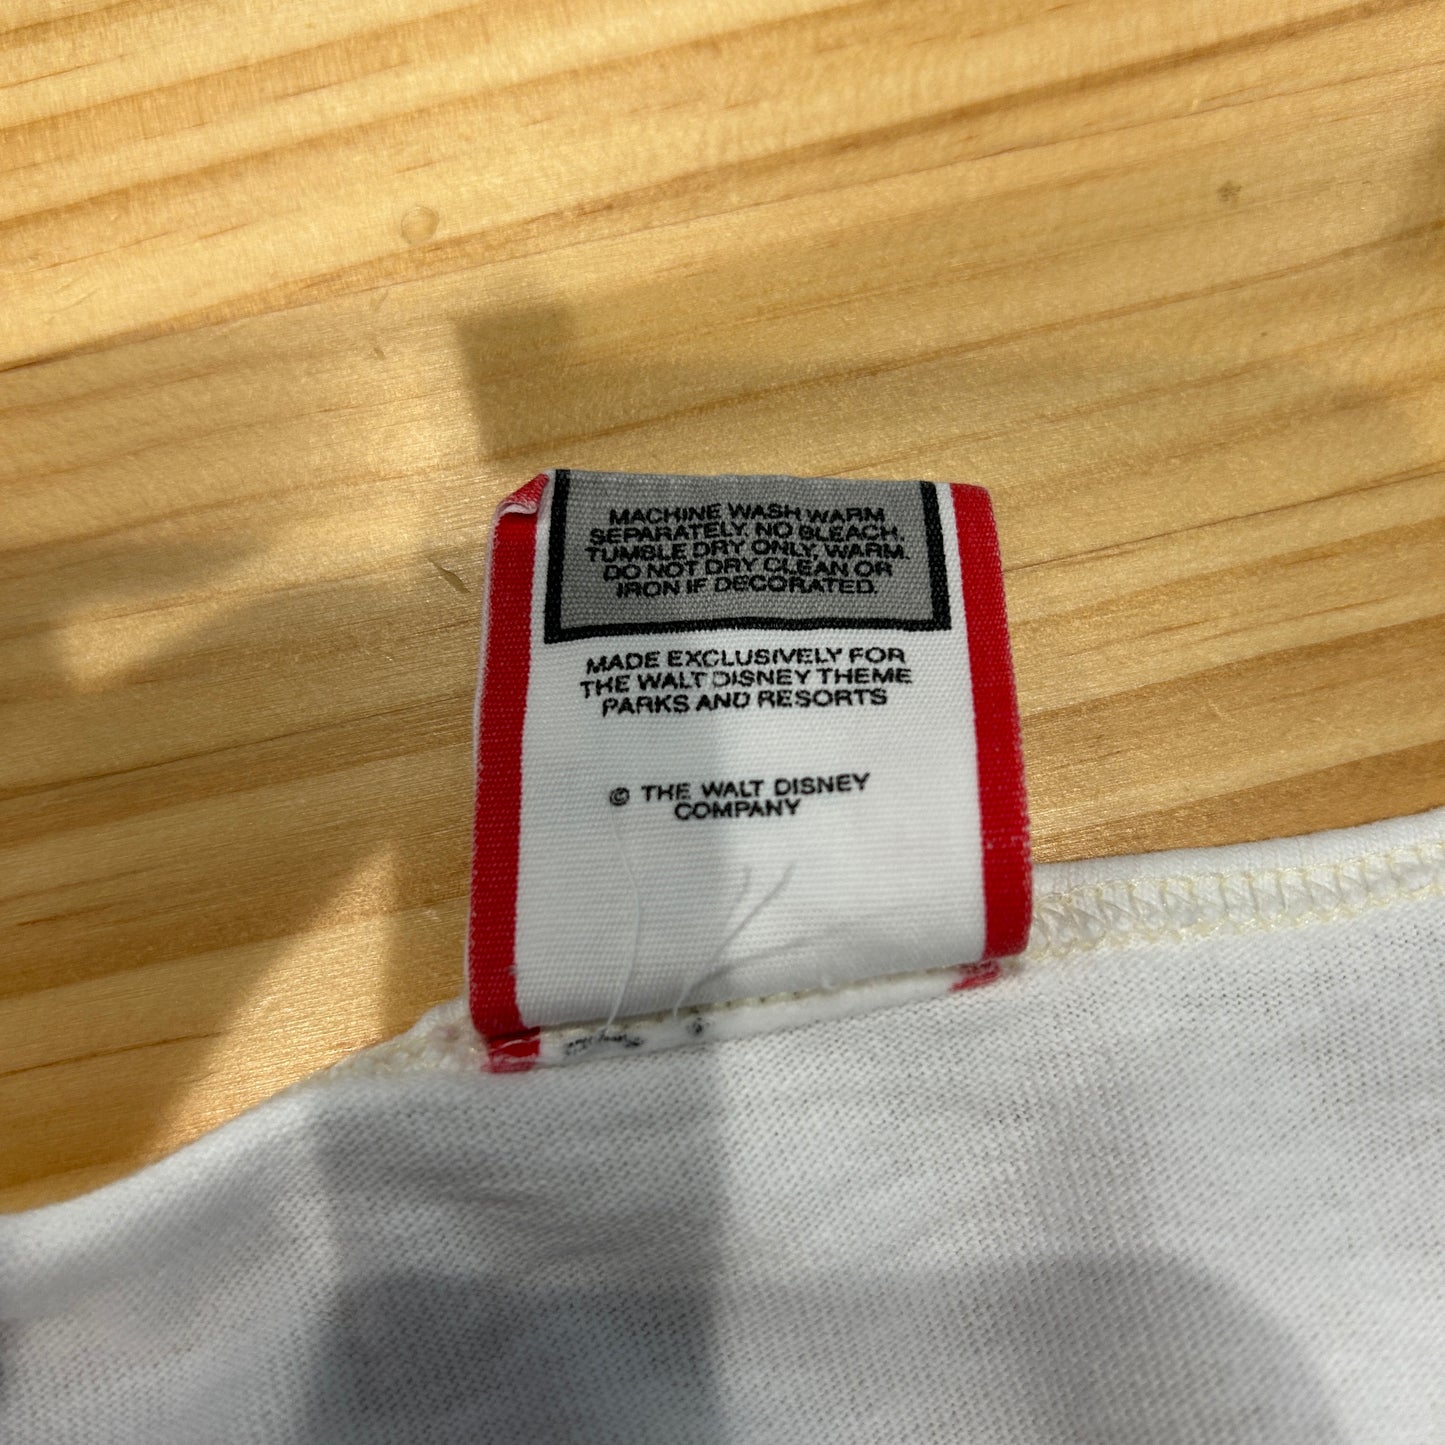 MACHINE WASH WARM
SEPARATELY. NO BLEACH.
TUMBLE DRY ONLY, WARM.
DO NOT DRY CLEAN OR
IRON IF DECORATED.
MADE EXCLUSIVELY FOR
THE WALT DISNEY THEME
PARKS AND RESORTS
© THE WALT DISNEY
COMPANY